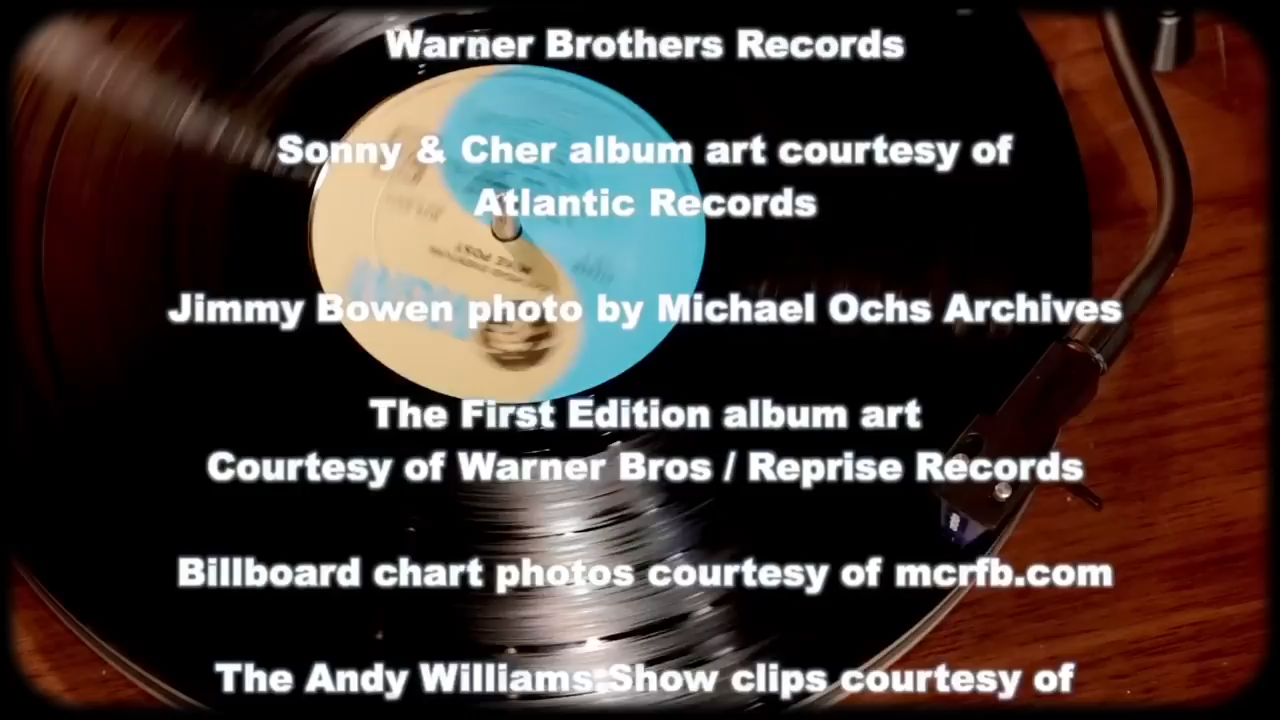 Warner Brothers Records
Sonny & Cher album art courtesy of
Atlantic Records
Jimmy Bowen photo by Michael Ochs Archives
The First Edition album art
Courtesy of Warner Bros / Reprise Records
Billboard chart photos courtesy of mcrfb.com
The Andy Williams Show clips courtesy of
MIKE POST